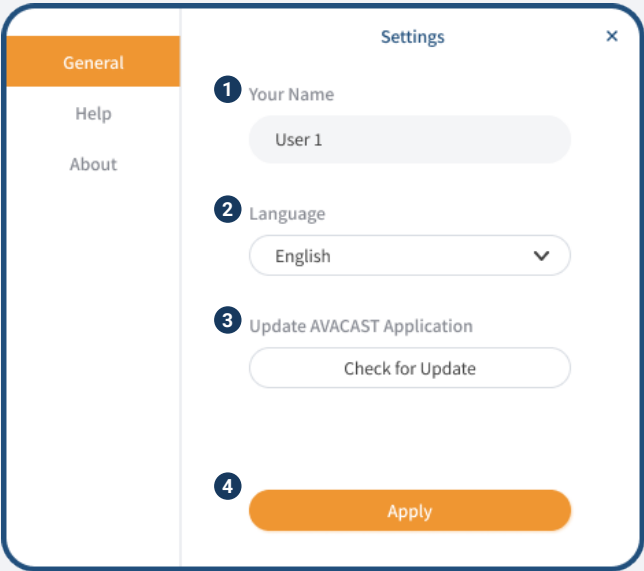 Settings
×
General
Help
About
1 Your Name
User 1
2 Language
English
3 Update AVACAST Application
Check for Update
4
Apply